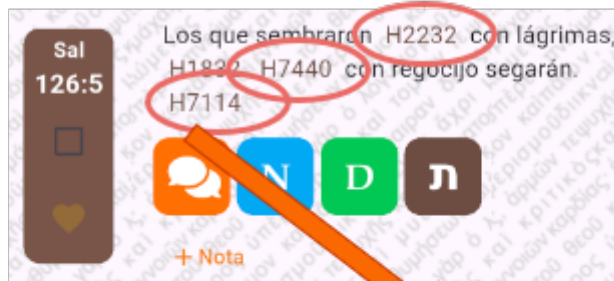 Sal
126:5
Los que sembraron H2232 con lágrimas,
H1832 H7440 con regocijo segarán.
H7114
N D ת
+ Nota